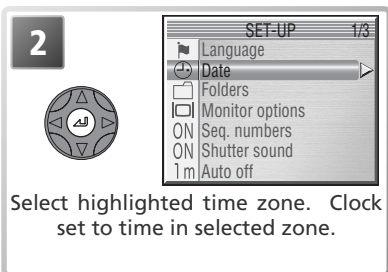 2
SET-UP 1/3
Language
Date
Folders
Monitor options
ON Seq. numbers
ON Shutter sound
1m Auto off
Select highlighted time zone. Clock
set to time in selected zone.